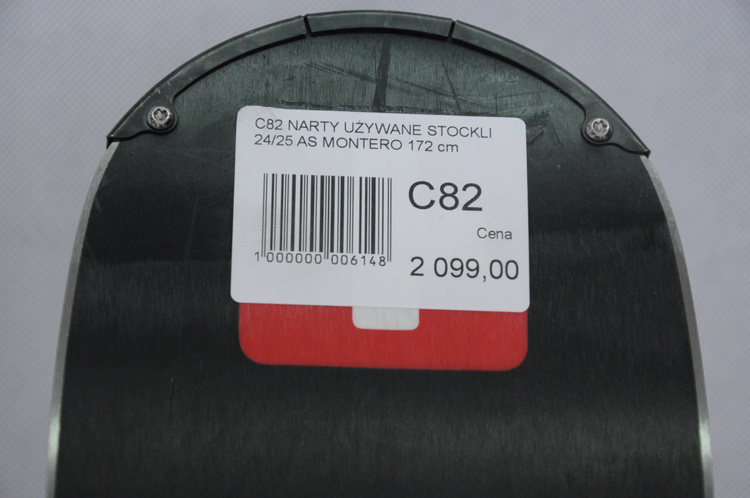 C82 NARTY UŻYWANE STOCKLI
24/25 AS MONTERO 172 cm
C82
Cena
1 000000 006148
2 099,00